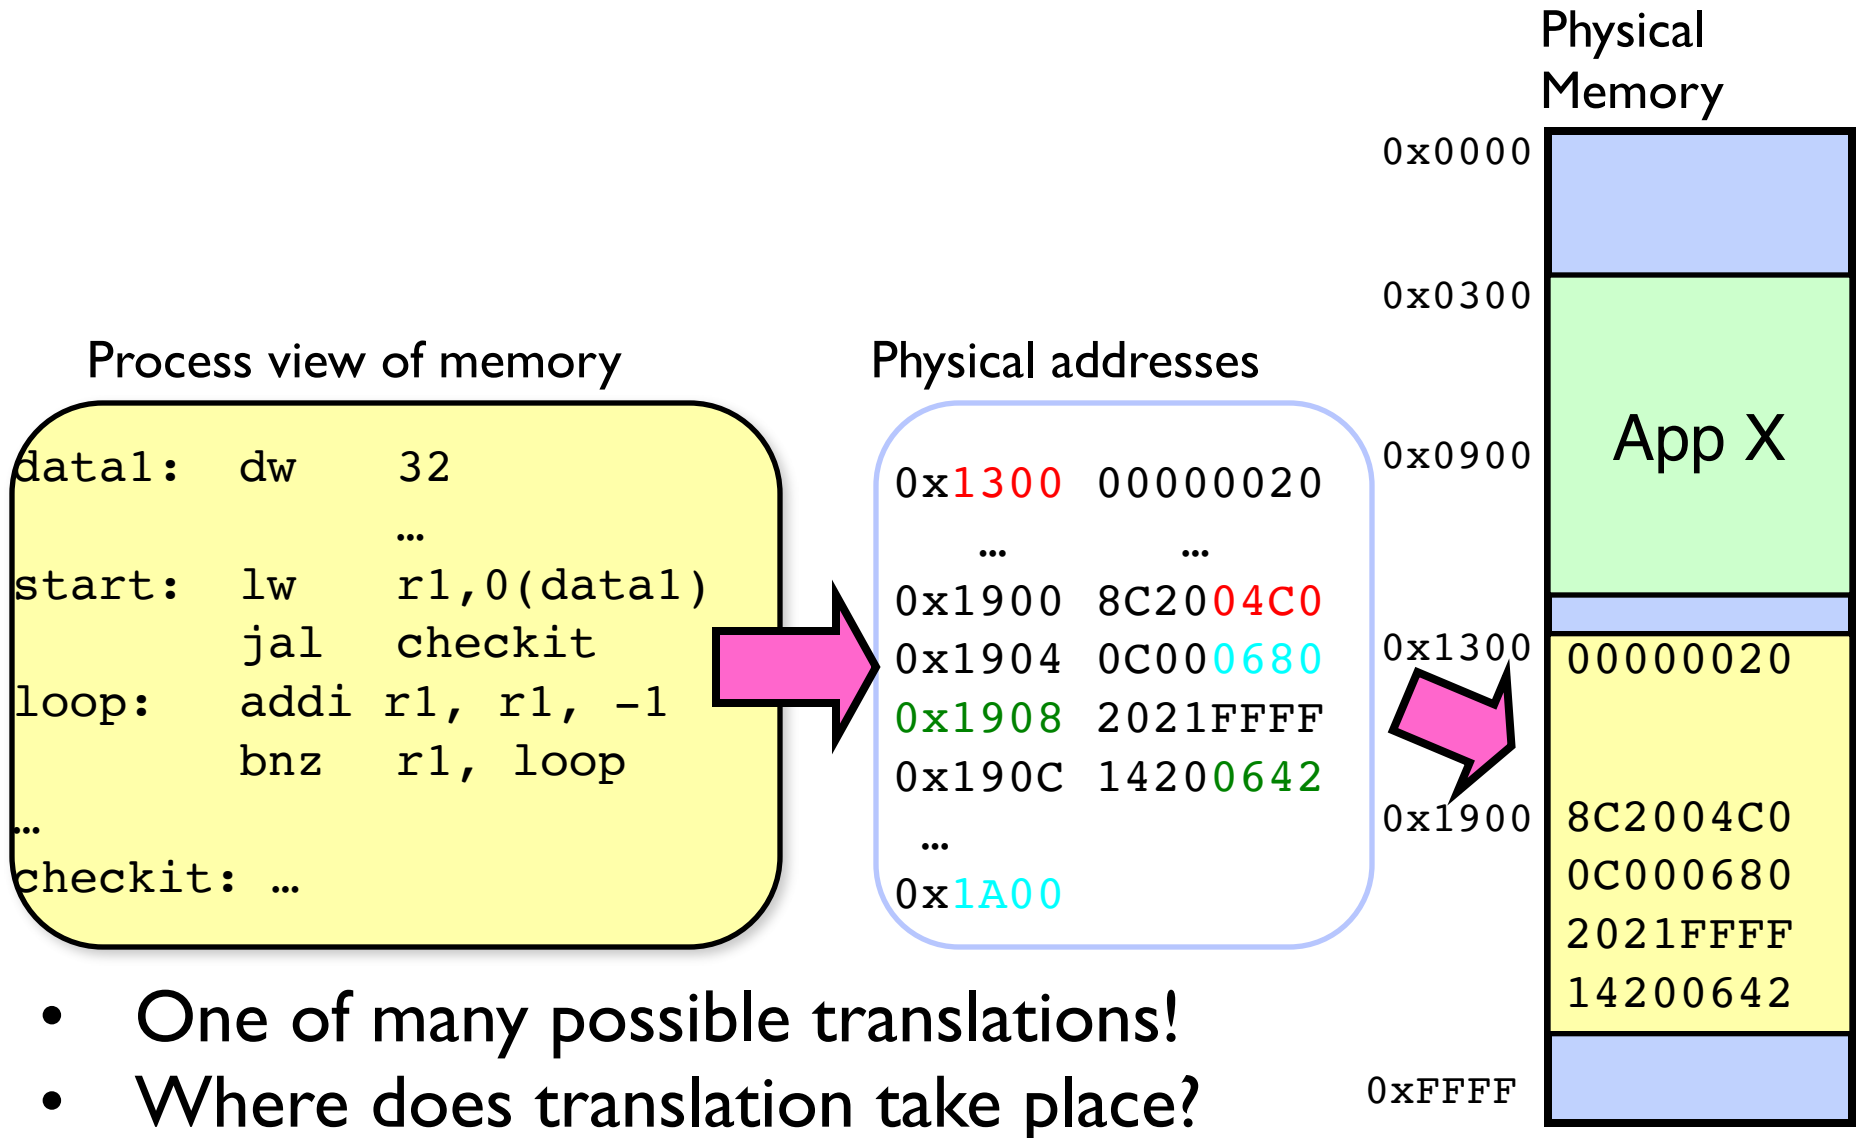 Physical
Memory
0x0000
0x0300
0x0900
App X
0x1300
00000020
0x1900
8C2004C0
0C000680
2021FFFF
14200642
0xFFFF
Process view of memory
data1: dw 32
…
start: lw r1,0(data1)
jal checkit
loop: addi r1, r1, -1
bnz r1, loop
…
checkit: …
Physical addresses
0x1300 00000020
… …
0x1900 8C2004C0
0x1904 0C000680
0x1908 2021FFFF
0x190C 14200642
…
0x1A00
• One of many possible translations!
• Where does translation take place?